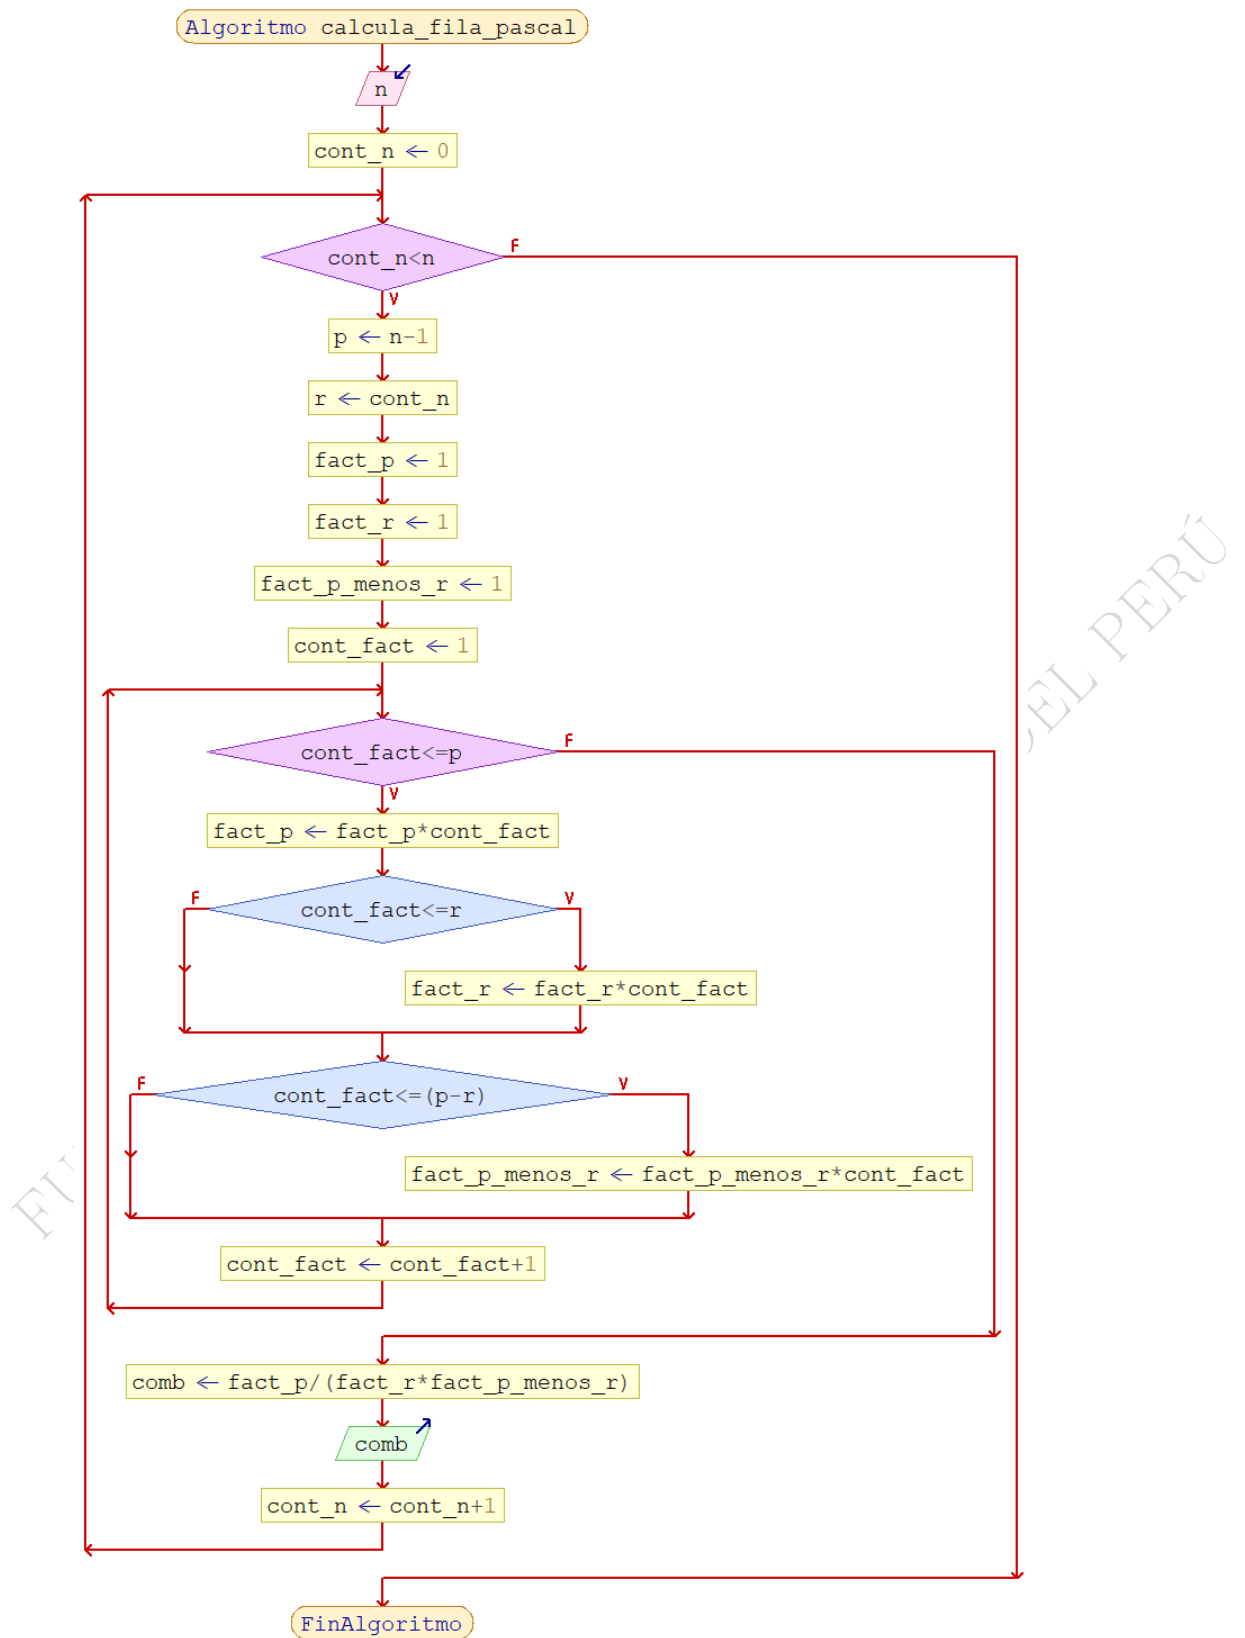 Algoritmo calcula_fila_pascal
n
cont_n ← 0
cont_n<n
F
V
p ← n-1
r ← cont_n
fact_p ← 1
fact_r ← 1
fact_p_menos_r ← 1
cont_fact ← 1
cont_fact<=p
F
V
fact_p ← fact_p*cont_fact
F
cont_fact<=r
V
fact_r ← fact_r*cont_fact
F
cont_fact<=(p-r)
V
fact_p_menos_r ← fact_p_menos_r*cont_fact
cont_fact ← cont_fact+1
comb ← fact_p/(fact_r*fact_p_menos_r)
comb
cont_n ← cont_n+1
FinAlgoritmo
DEL PERÚ